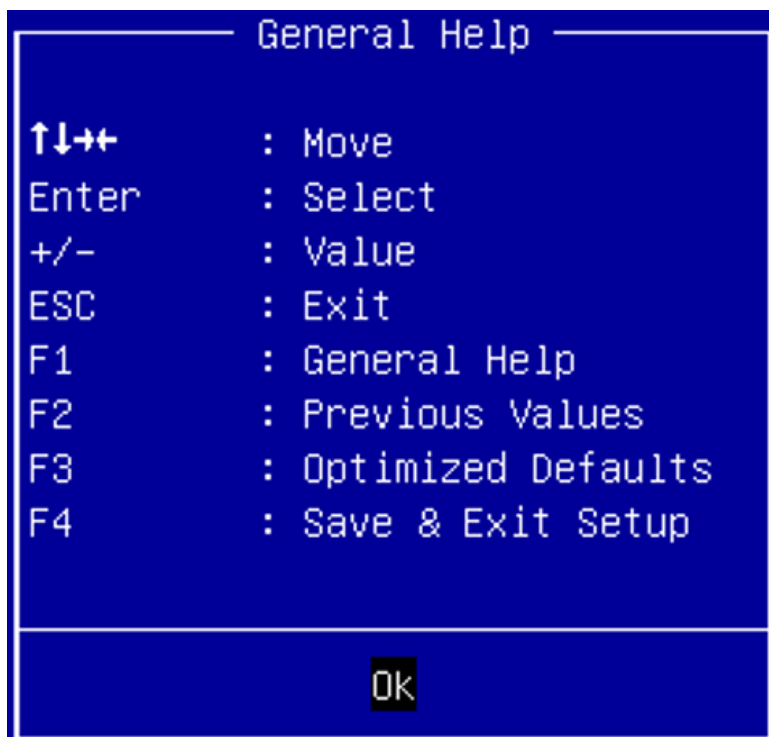 General Help
↑↓→← : Move
Enter : Select
+/- : Value
ESC : Exit
F1 : General Help
F2 : Previous Values
F3 : Optimized Defaults
F4 : Save & Exit Setup
Ok